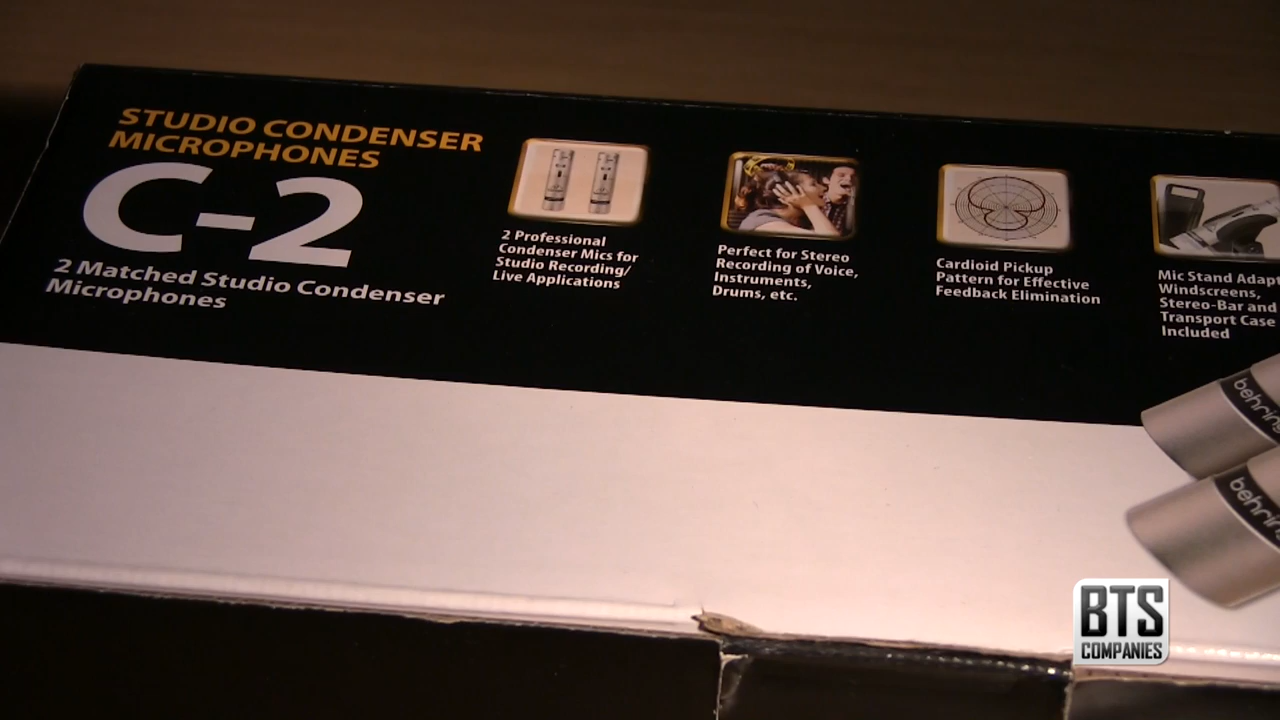 STUDIO CONDENSER
MICROPHONES
C-2
2 Matched Studio Condenser
Microphones
2 Professional
Condenser Mics for
Studio Recording/
Live Applications
Perfect for Stereo
Recording of Voice,
Instruments,
Drums, etc.
Cardioid Pickup
Pattern for Effective
Feedback Elimination
Mic Stand Adapt
Windscreens,
Stereo-Bar and
Transport Case
Included
behring
behring
BTS
COMPANIES